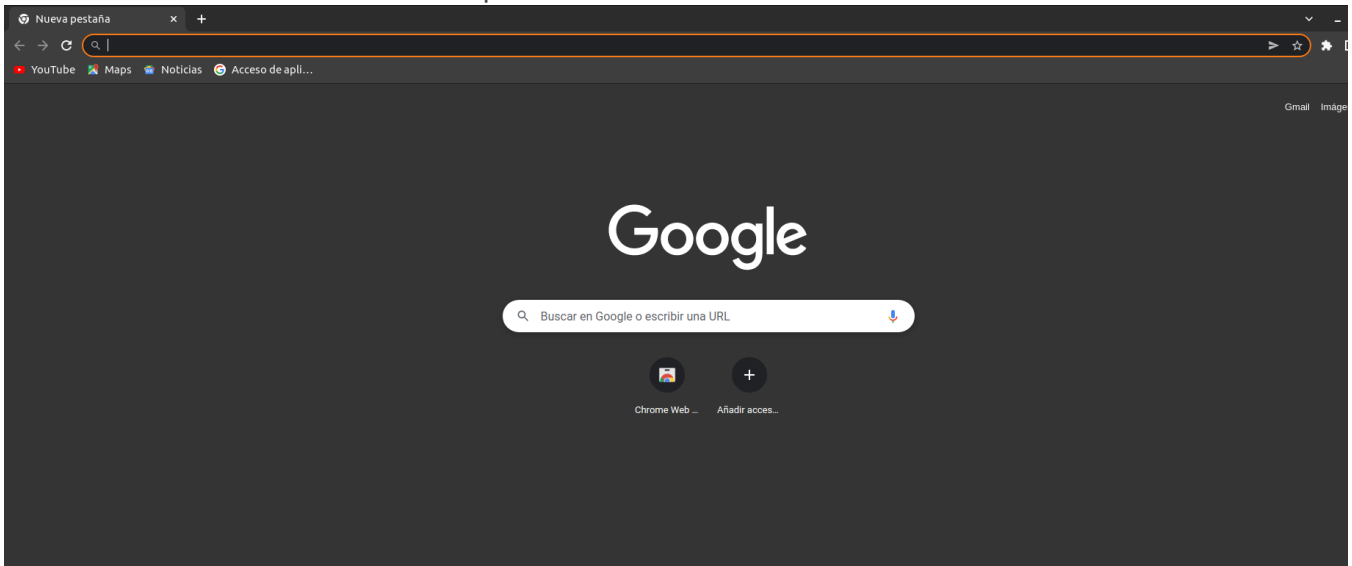 Nueva pestaña
YouTube Maps Noticias Acceso de apli...
Gmail Imáge
Google
Buscar en Google o escribir una URL
Chrome Web ... Añadir acces...